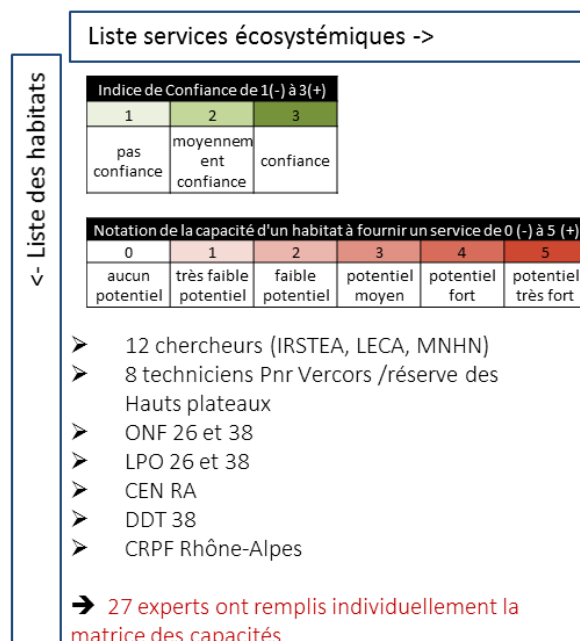 Liste services écosystémiques ->
<- Liste des habitats
Indice de Confiance de 1(-) à 3(+)
1 2 3
pas confiance moyennem ent confiance confiance
Notation de la capacité d'un habitat à fournir un service de 0 (-) à 5 (+)
0 1 2 3 4 5
aucun potentiel très faible potentiel faible potentiel potentiel moyen potentiel fort potentiel très fort
➤ 12 chercheurs (IRSTEA, LECA, MNHN)
➤ 8 techniciens Pnr Vercors /réserve des
Hauts plateaux
➤ ONF 26 et 38
➤ LPO 26 et 38
➤ CEN RA
➤ DDT 38
➤ CRPF Rhône-Alpes
➔ 27 experts ont remplis individuellement la
matrice des capacités